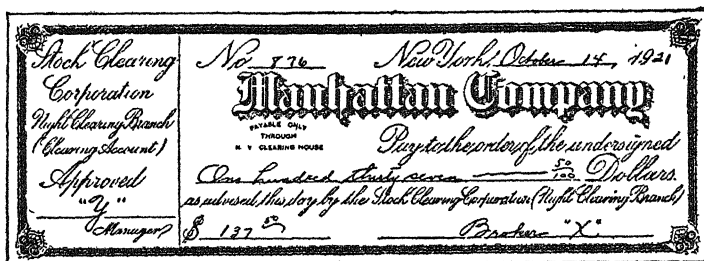 Stock Clearing
Corporation
Night Clearing Branch
(Clearing Account)
Approved
"Y"
Manager
No 876 New York, October 14, 1921
Manhattan Company
PAYABLE ONLY
THROUGH
N. Y. CLEARING HOUSE
Pay to the order of the undersigned
One hundred thirty seven 50/100 Dollars.
as advised this day by the Stock Clearing Corporation (Night Clearing Branch)
$ 137 50 Broker "X"